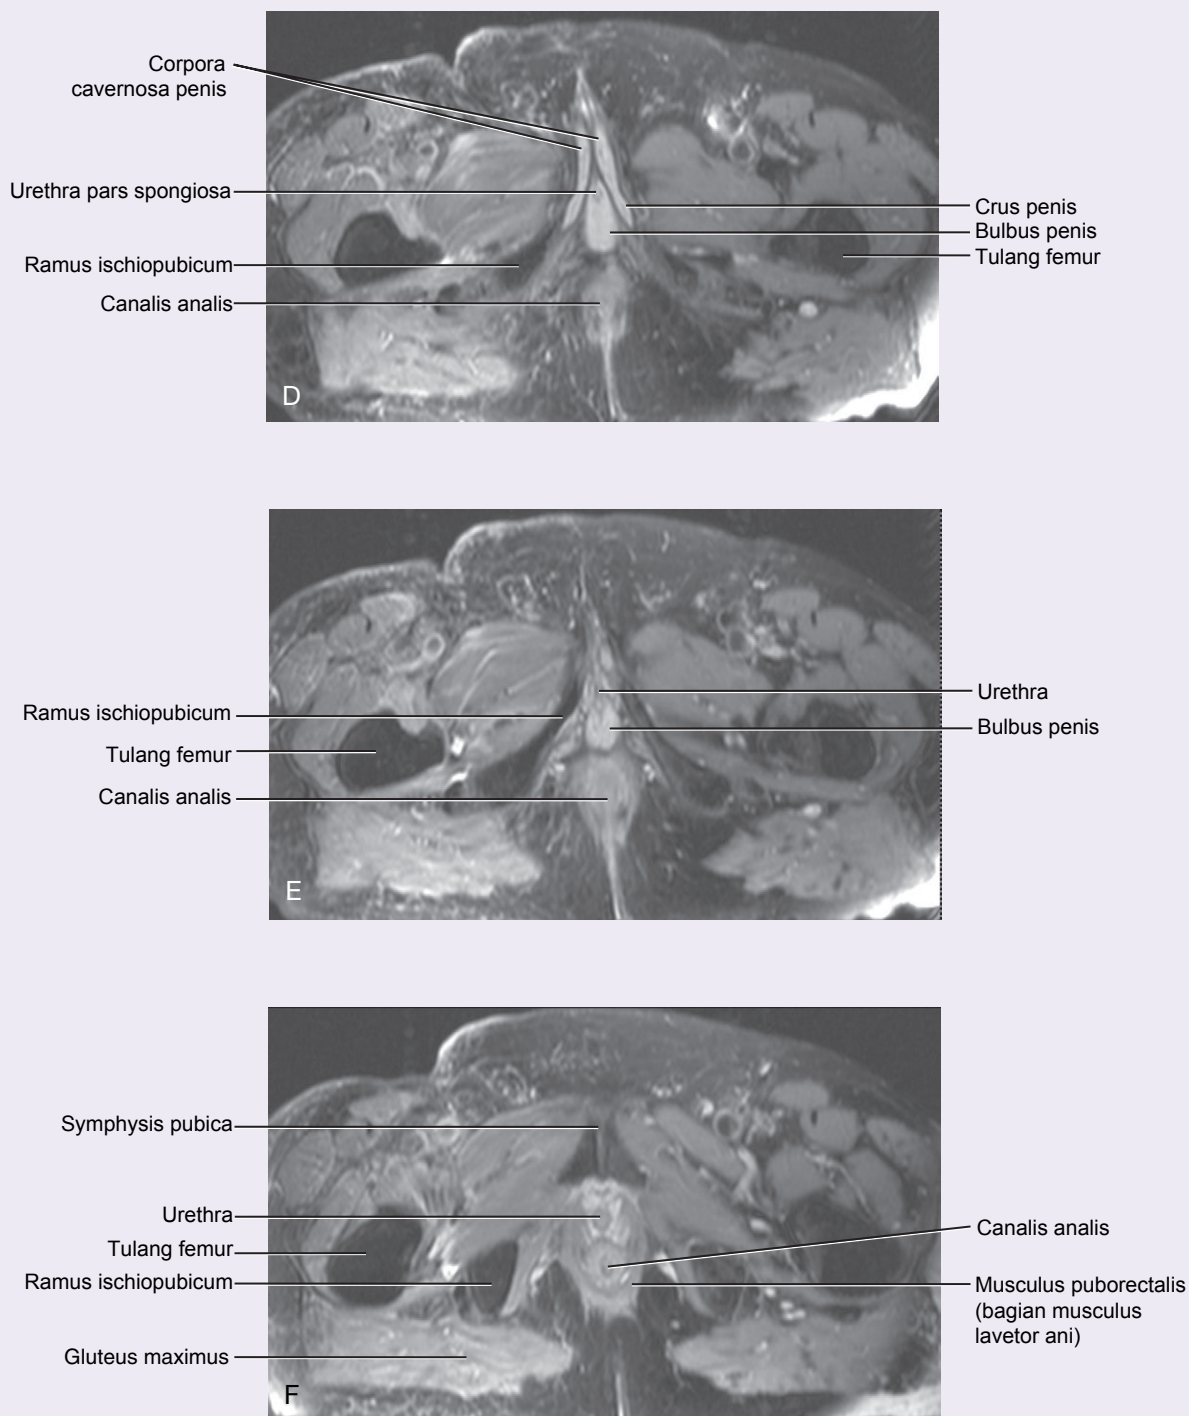 Corpora
cavernosa penis
Urethra pars spongiosa
Ramus ischiopubicum
Canalis analis
Crus penis
Bulbus penis
Tulang femur
D
Ramus ischiopubicum
Tulang femur
Canalis analis
Urethra
Bulbus penis
E
Symphysis pubica
Urethra
Tulang femur
Ramus ischiopubicum
Gluteus maximus
Canalis analis
Musculus puborectalis
(bagian musculus
lavetor ani)
F